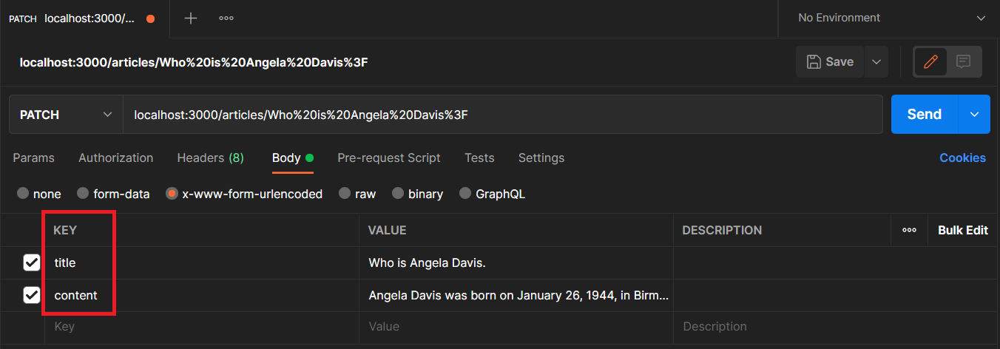 PATCH localhost:3000/... No Environment
localhost:3000/articles/Who%20is%20Angela%20Davis%3F Save
PATCH localhost:3000/articles/Who%20is%20Angela%20Davis%3F Send
Params Authorization Headers (8) Body Pre-request Script Tests Settings Cookies
none form-data x-www-form-urlencoded raw binary GraphQL
KEY VALUE DESCRIPTION Bulk Edit
title Who is Angela Davis.
content Angela Davis was born on January 26, 1944, in Birm...
Key Value Description